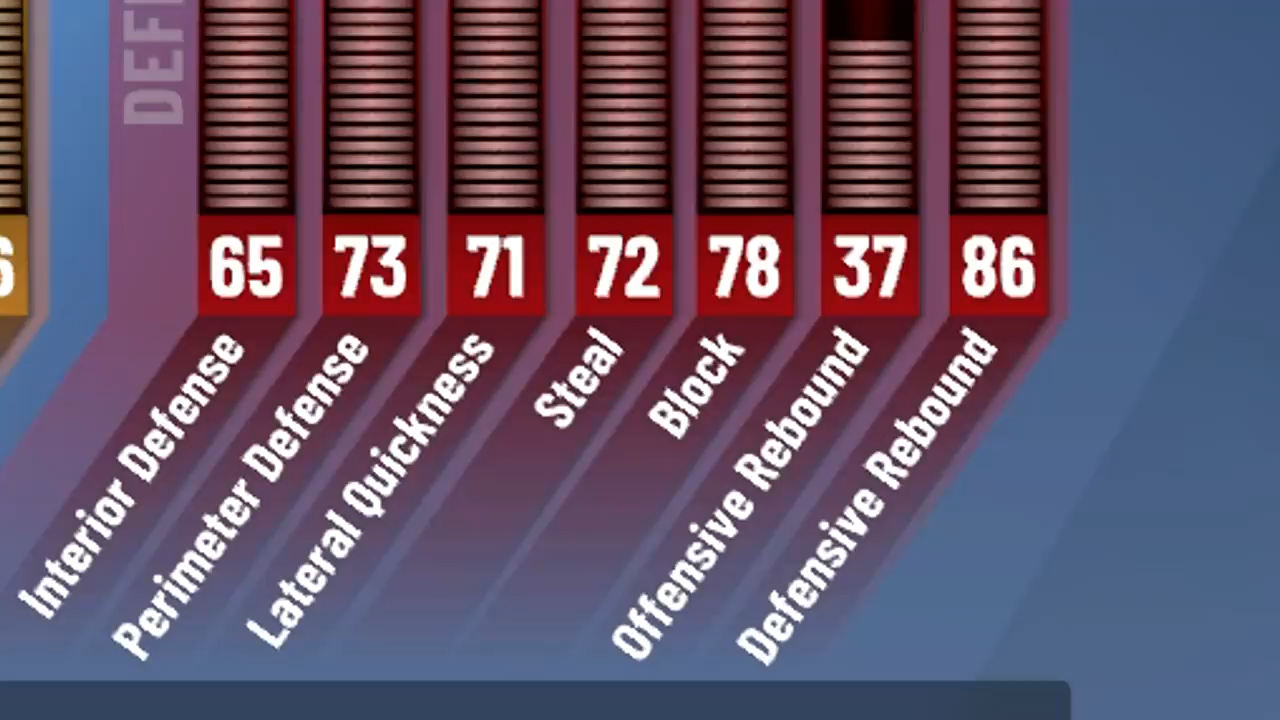 65 73 71 72 78 37 86
Interior Defense
Perimeter Defense
Lateral Quickness
Steal
Block
Offensive Rebound
Defensive Rebound